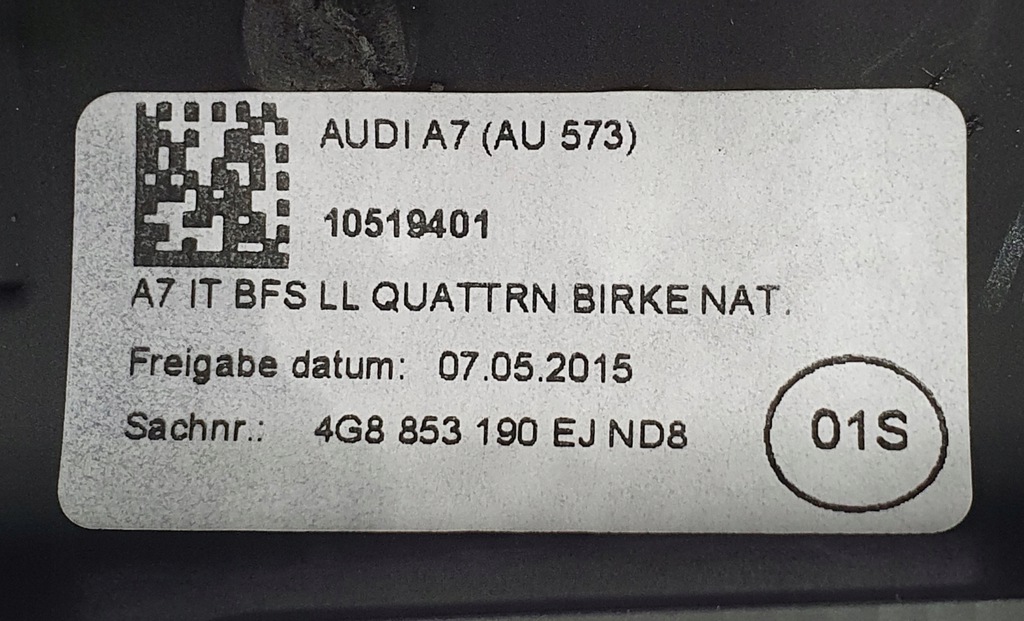 AUDI A7 (AU 573)
10519401
A7 IT BFS LL QUATTRN BIRKE NAT.
Freigabe datum: 07.05.2015
Sachnr.: 4G8 853 190 EJ ND8
01S